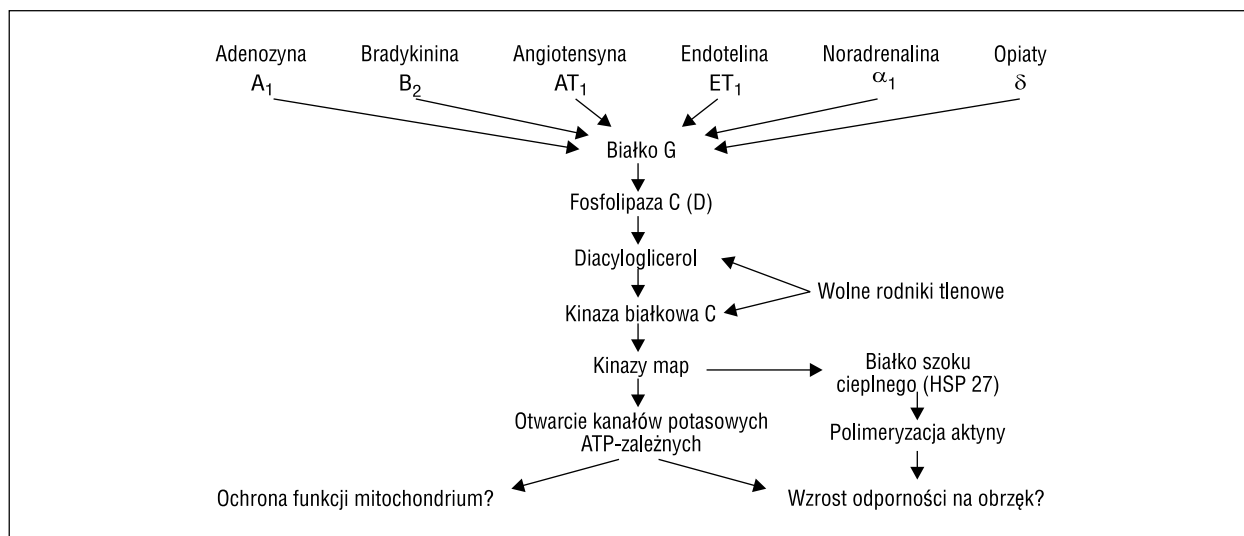 Adenozyna Bradykinina Angiotensyna Endotelina Noradrenalina Opiaty
A1 B2 AT1 ET1 α1 δ
Białko G
Fosfolipaza C (D)
Diacyloglicerol
Wolne rodniki tlenowe
Kinaza białkowa C
Kinazy map
Białko szoku
cieplnego (HSP 27)
Otwarcie kanałów potasowych
ATP-zależnych
Polimeryzacja aktyny
Ochrona funkcji mitochondrium?
Wzrost odporności na obrzęk?